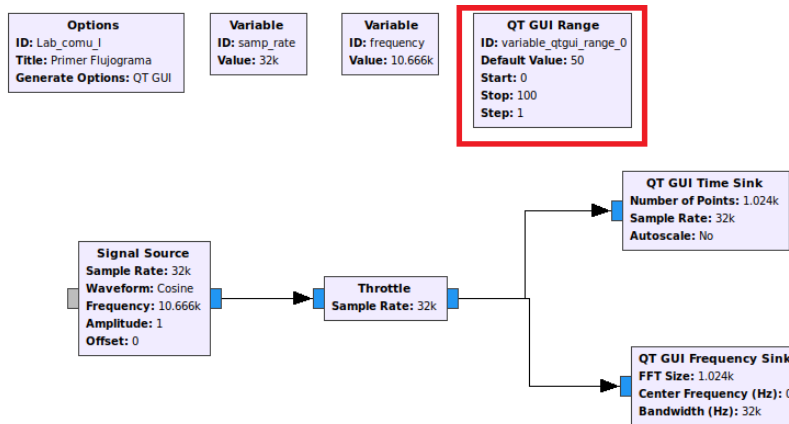 Options
ID: Lab_comu_I
Title: Primer Flujograma
Generate Options: QT GUI
Variable
ID: samp_rate
Value: 32k
Variable
ID: frequency
Value: 10.666k
QT GUI Range
ID: variable_qtgui_range_0
Default Value: 50
Start: 0
Stop: 100
Step: 1
QT GUI Time Sink
Number of Points: 1.024k
Sample Rate: 32k
Autoscale: No
Signal Source
Sample Rate: 32k
Waveform: Cosine
Frequency: 10.666k
Amplitude: 1
Offset: 0
Throttle
Sample Rate: 32k
QT GUI Frequency Sink
FFT Size: 1.024k
Center Frequency (Hz): 0
Bandwidth (Hz): 32k